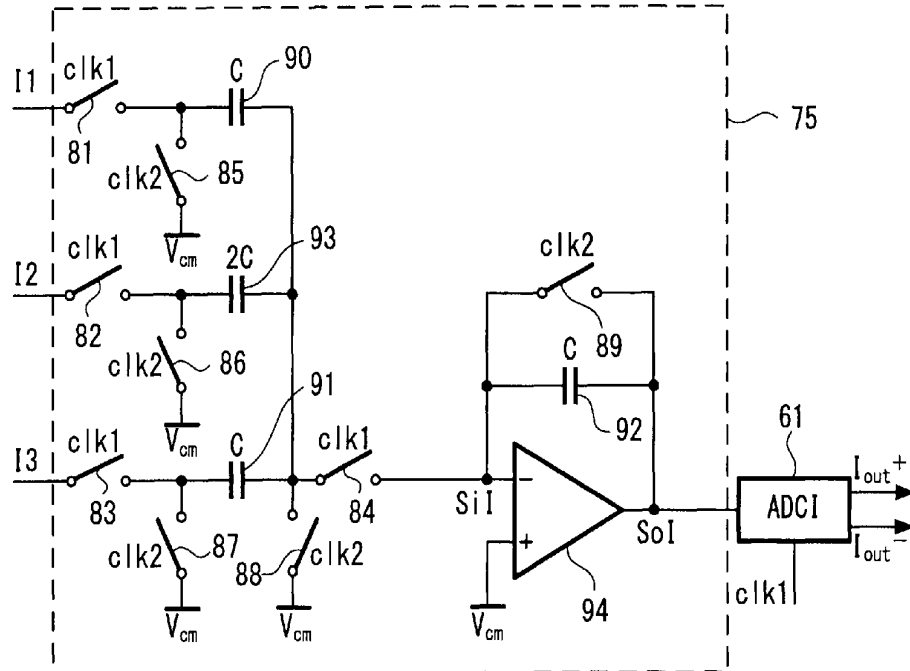 I1
clk1
81
C
90
clk2
85
Vcm
75
I2
clk1
82
2C
93
clk2
86
Vcm
clk2
89
C
92
I3
clk1
83
C
91
clk1
84
clk2
87
Vcm
88
clk2
Vcm
SiI
-
+
Vcm
94
SoI
61
ADCI
Iout+
Iout-
clk1